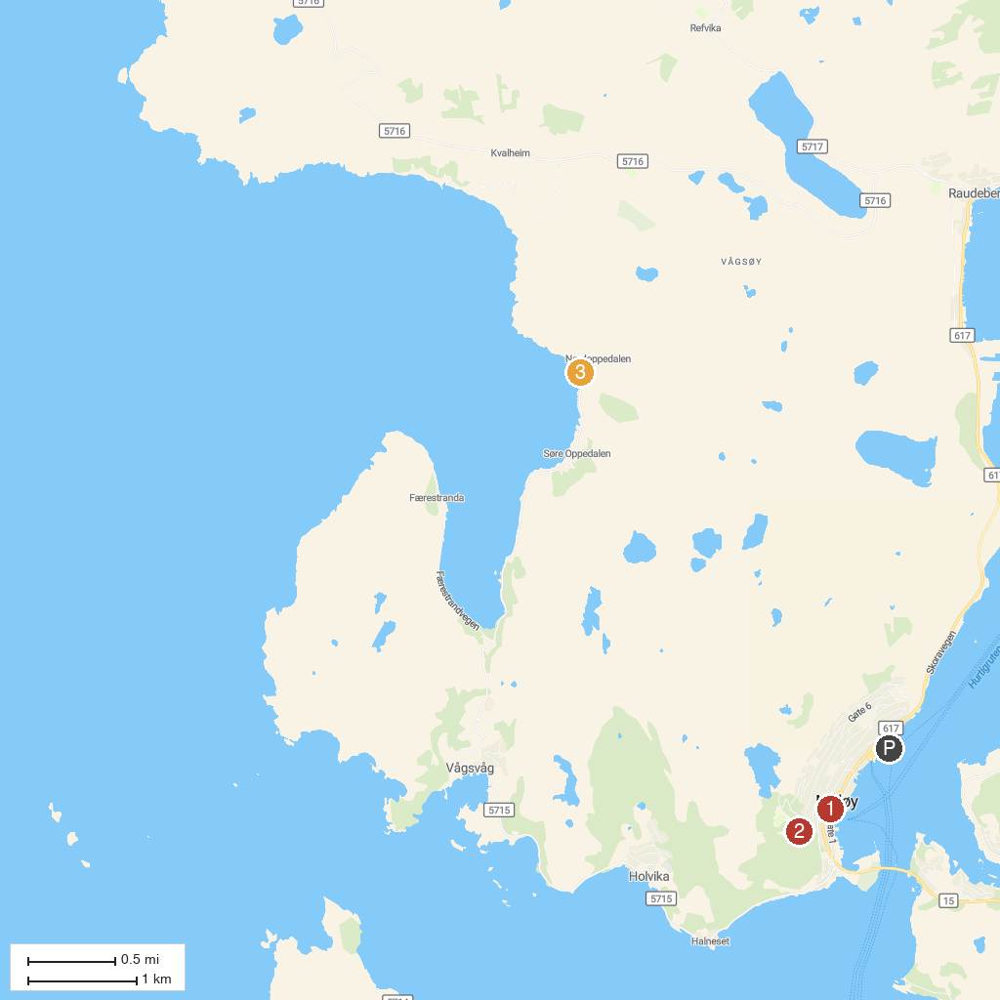 5716
Refvika
5716
Kvalheim
5716
5717
5716
Raudeber
VÅGSØY
617
3
Søre Oppedalen
617
Færestranda
Færestrandvegen
Skoravegen
Hurtigruten
Gate 6
617
P
Vågsvåg
1
2
5715
Holvika
5715
15
Halneset
0.5 mi
1 km
5714